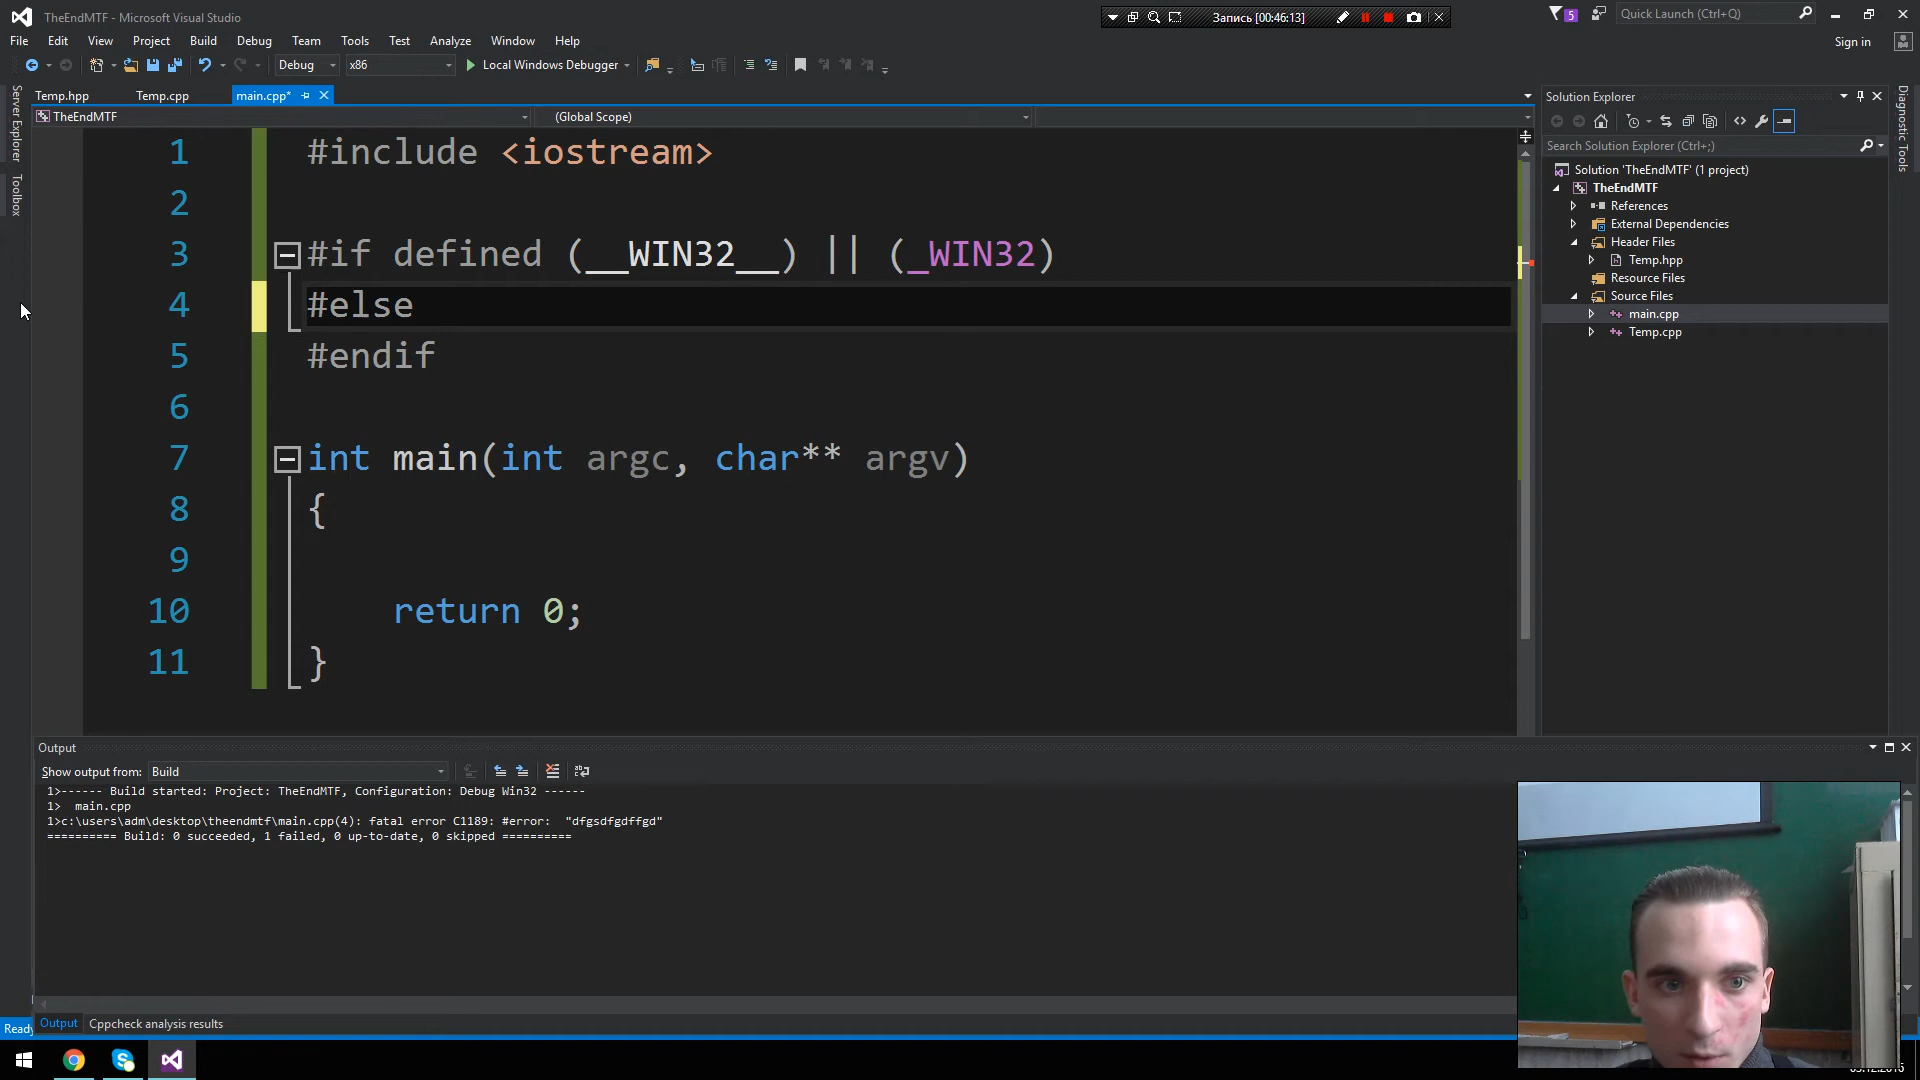 TheEndMTF - Microsoft Visual Studio
Запись [00:46:13]
5
Quick Launch (Ctrl+Q)
File Edit View Project Build Debug Team Tools Test Analyze Window Help
Sign in
Debug x86 Local Windows Debugger
Server Explorer
Toolbox
Temp.hpp Temp.cpp main.cpp*
TheEndMTF (Global Scope)
1 #include <iostream>
2
3 #if defined (__WIN32__) || (_WIN32)
4 #else
5 #endif
6
7 int main(int argc, char** argv)
8 {
9
10 return 0;
11 }
Solution Explorer
Search Solution Explorer (Ctrl+;)
Solution 'TheEndMTF' (1 project)
TheEndMTF
References
External Dependencies
Header Files
Temp.hpp
Resource Files
Source Files
main.cpp
Temp.cpp
Diagnostic Tools
Output
Show output from: Build
1>------ Build started: Project: TheEndMTF, Configuration: Debug Win32 ------
1> main.cpp
1>c:\users\adm\desktop\theendmtf\main.cpp(4): fatal error C1189: #error: "dfgsdfgdffgd"
========== Build: 0 succeeded, 1 failed, 0 up-to-date, 0 skipped ==========
Output Cppcheck analysis results
Ready